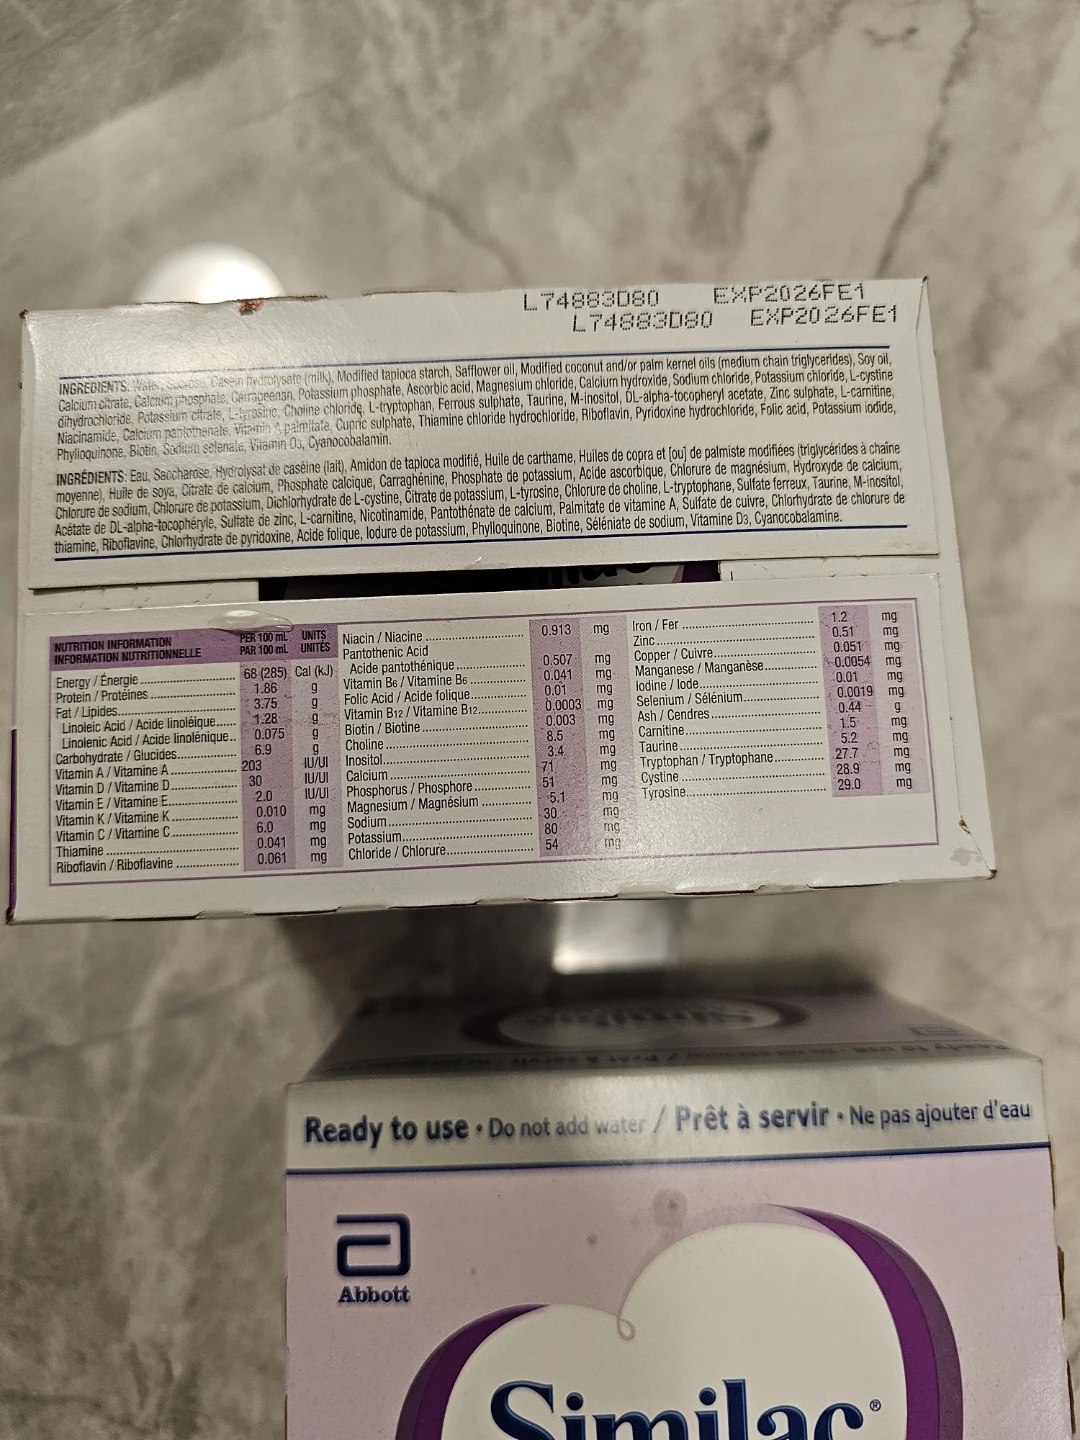 L74883D80 EXP2026FE1
L74883D80 EXP2026FE1
INGREDIENTS: Water, Sucrose, Casein hydrolysate (milk), Modified tapioca starch, Safflower oil, Modified coconut and/or palm kernel oils (medium chain triglycerides), Soy oil,
Calcium citrate, Calcium phosphate, Carrageenan, Potassium phosphate, Ascorbic acid, Magnesium chloride, Calcium hydroxide, Sodium chloride, Potassium chloride, L-cystine
dihydrochloride, Potassium citrate, L-tyrosine, Choline chloride, L-tryptophan, Ferrous sulphate, Taurine, M-inositol, DL-alpha-tocopheryl acetate, Zinc sulphate, L-carnitine,
Niacinamide, Calcium pantothenate, Vitamin A palmitate, Cupric sulphate, Thiamine chloride hydrochloride, Riboflavin, Pyridoxine hydrochloride, Folic acid, Potassium iodide,
Phylloquinone, Biotin, Sodium selenate, Vitamin D3, Cyanocobalamin.
INGRÉDIENTS: Eau, Saccharose, Hydrolysat de caséine (lait), Amidon de tapioca modifié, Huile de carthame, Huiles de copra et [ou] de palmiste modifiées (triglycérides à chaîne
moyenne), Huile de soya, Citrate de calcium, Phosphate calcique, Carraghénine, Phosphate de potassium, Acide ascorbique, Chlorure de magnésium, Hydroxyde de calcium,
Chlorure de sodium, Chlorure de potassium, Dichlorhydrate de L-cystine, Citrate de potassium, L-tyrosine, Chlorure de choline, L-tryptophane, Sulfate ferreux, Taurine, M-inositol,
Acétate de DL-alpha-tocophéryle, Sulfate de zinc, L-carnitine, Nicotinamide, Pantothénate de calcium, Palmitate de vitamine A, Sulfate de cuivre, Chlorhydrate de chlorure de
thiamine, Riboflavine, Chlorhydrate de pyridoxine, Acide folique, Iodure de potassium, Phylloquinone, Biotine, Séléniate de sodium, Vitamine D3, Cyanocobalamine.
NUTRITION INFORMATION PER 100 mL UNITS
INFORMATION NUTRITIONNELLE PAR 100 mL UNITÉS
Energy / Énergie 68 (285) Cal (kJ)
Protein / Protéines 1.86 g
Fat / Lipides 3.75 g
Linoleic Acid / Acide linoléique 1.28 g
Linolenic Acid / Acide linolénique 0.075 g
Carbohydrate / Glucides 6.9 g
Vitamin A / Vitamine A 203 IU/UI
Vitamin D / Vitamine D 30 IU/UI
Vitamin E / Vitamine E 2.0 IU/UI
Vitamin K / Vitamine K 0.010 mg
Vitamin C / Vitamine C 6.0 mg
Thiamine 0.041 mg
Riboflavin / Riboflavine 0.061 mg
Niacin / Niacine 0.913 mg
Pantothenic Acid
Acide pantothénique 0.507 mg
Vitamin B6 / Vitamine B6 0.041 mg
Folic Acid / Acide folique 0.01 mg
Vitamin B12 / Vitamine B12 0.0003 mg
Biotin / Biotine 0.003 mg
Choline 8.5 mg
Inositol 3.4 mg
Calcium 71 mg
Phosphorus / Phosphore 51 mg
Magnesium / Magnésium 5.1 mg
Sodium 30 mg
Potassium 80 mg
Chloride / Chlorure 54 mg
Iron / Fer 1.2 mg
Zinc 0.51 mg
Copper / Cuivre 0.051 mg
Manganese / Manganèse 0.0054 mg
Iodine / Iode 0.01 mg
Selenium / Sélénium 0.0019 mg
Ash / Cendres 0.44 g
Carnitine 1.5 mg
Taurine 5.2 mg
Tryptophan / Tryptophane 27.7 mg
Cystine 28.9 mg
Tyrosine 29.0 mg
Ready to use • Do not add water / Prêt à servir • Ne pas ajouter d'eau
Abbott
Similac®